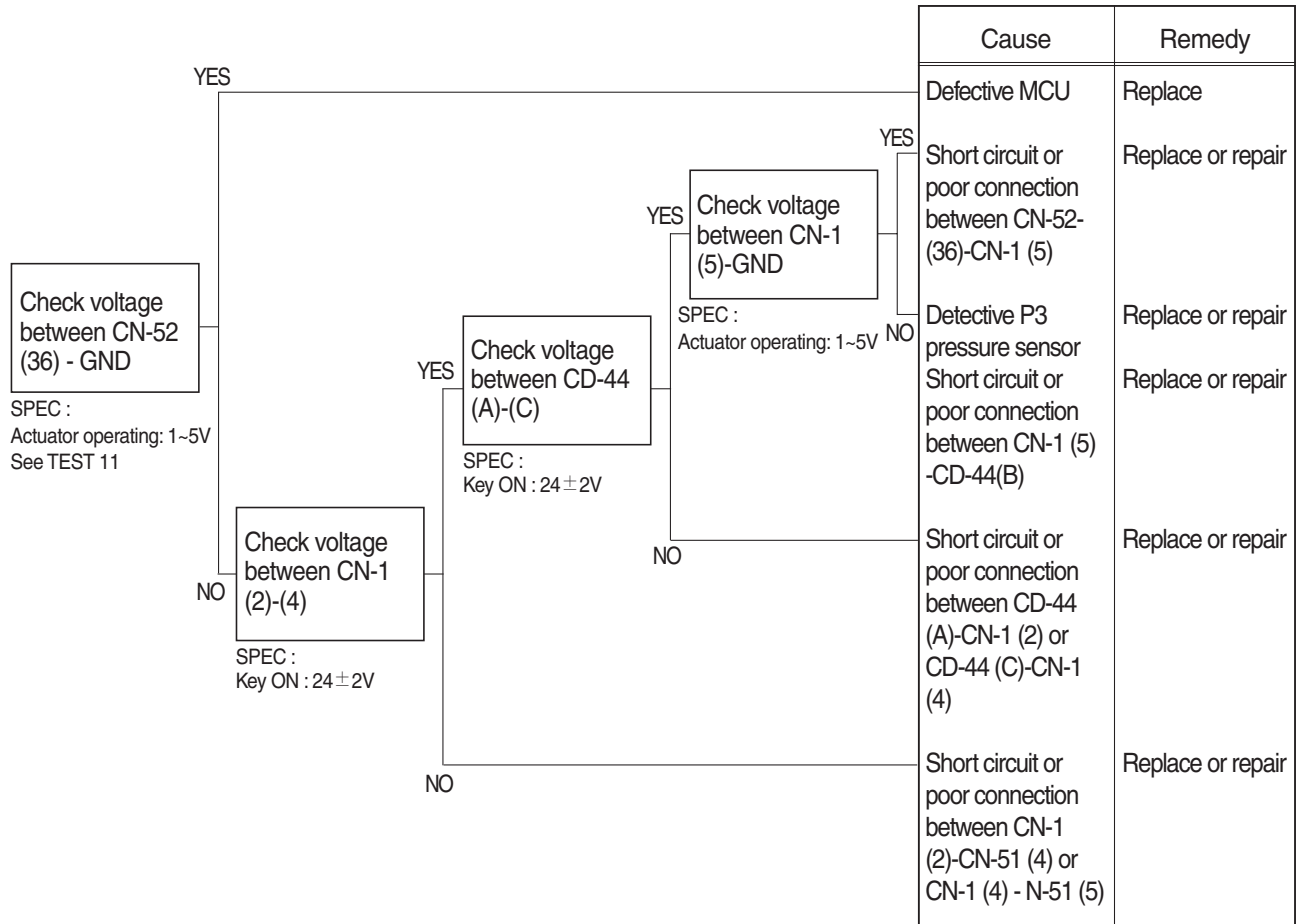 Cause
Remedy
YES
Defective MCU
Replace
YES
Short circuit or
poor connection
between CN-52-
(36)-CN-1 (5)
Replace or repair
YES
Check voltage
between CN-1
(5)-GND
SPEC :
Actuator operating: 1~5V
NO
Detective P3
pressure sensor
Replace or repair
Short circuit or
poor connection
between CN-1 (5)
-CD-44(B)
Replace or repair
Check voltage
between CN-52
(36) - GND
SPEC :
Actuator operating: 1~5V
See TEST 11
YES
Check voltage
between CD-44
(A)-(C)
SPEC :
Key ON : 24±2V
NO
Short circuit or
poor connection
between CD-44
(A)-CN-1 (2) or
CD-44 (C)-CN-1
(4)
Replace or repair
NO
Check voltage
between CN-1
(2)-(4)
SPEC :
Key ON : 24±2V
NO
Short circuit or
poor connection
between CN-1
(2)-CN-51 (4) or
CN-1 (4) - N-51 (5)
Replace or repair